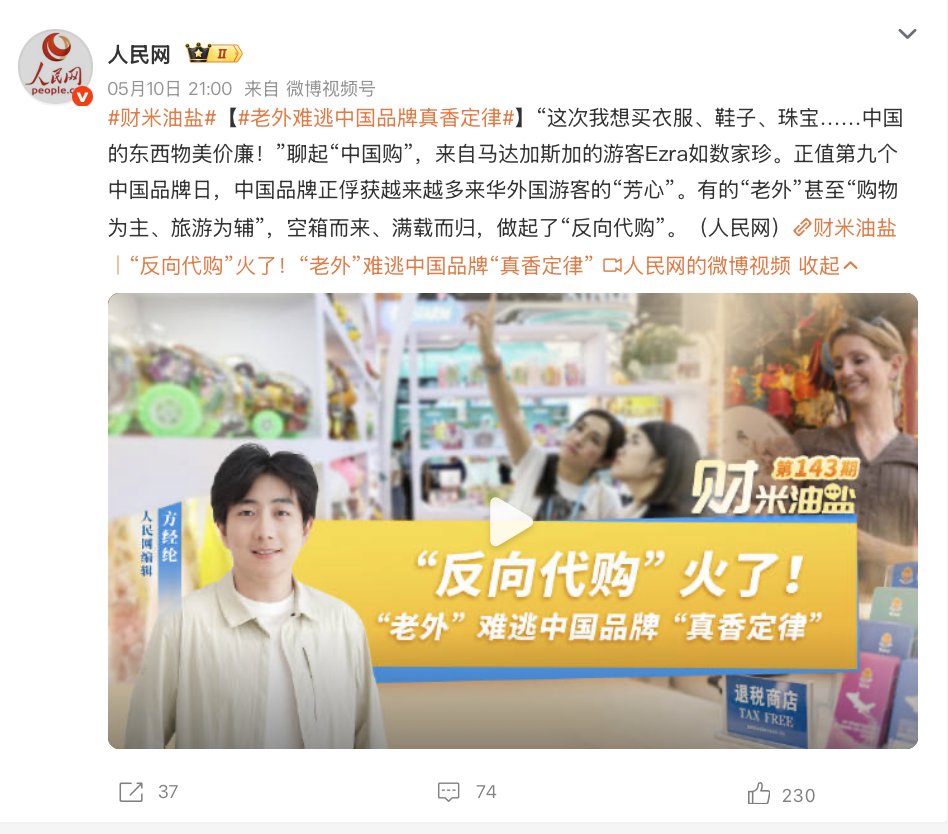 人民网
people.c
人民网 II
05月10日 21:00 来自 微博视频号
#财米油盐#【#老外难逃中国品牌真香定律#】“这次我想买衣服、鞋子、珠宝……中国
的东西物美价廉！”聊起“中国购”，来自马达加斯加的游客Ezra如数家珍。正值第九个
中国品牌日，中国品牌正俘获越来越多来华外国游客的“芳心”。有的“老外”甚至“购物
为主、旅游为辅”，空箱而来、满载而归，做起了“反向代购”。（人民网）财米油盐
｜“反向代购”火了！“老外”难逃中国品牌“真香定律” 人民网的微博视频 收起
第143期
财米油盐
方经纶
人民网编辑
“反向代购”火了！
“老外”难逃中国品牌“真香定律”
退税商店
TAX FREE
37
74
230